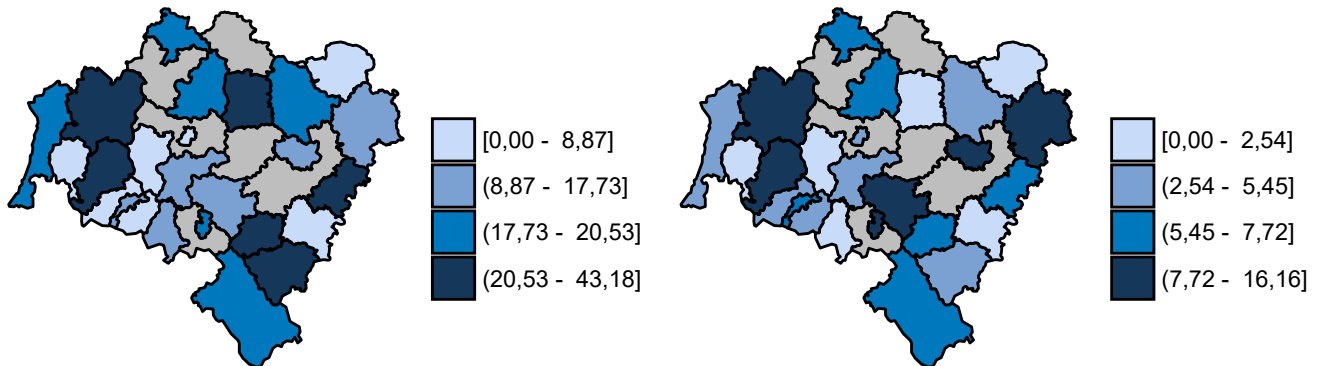 [0,00 - 8,87]
(8,87 - 17,73]
(17,73 - 20,53]
(20,53 - 43,18]
[0,00 - 2,54]
(2,54 - 5,45]
(5,45 - 7,72]
(7,72 - 16,16]